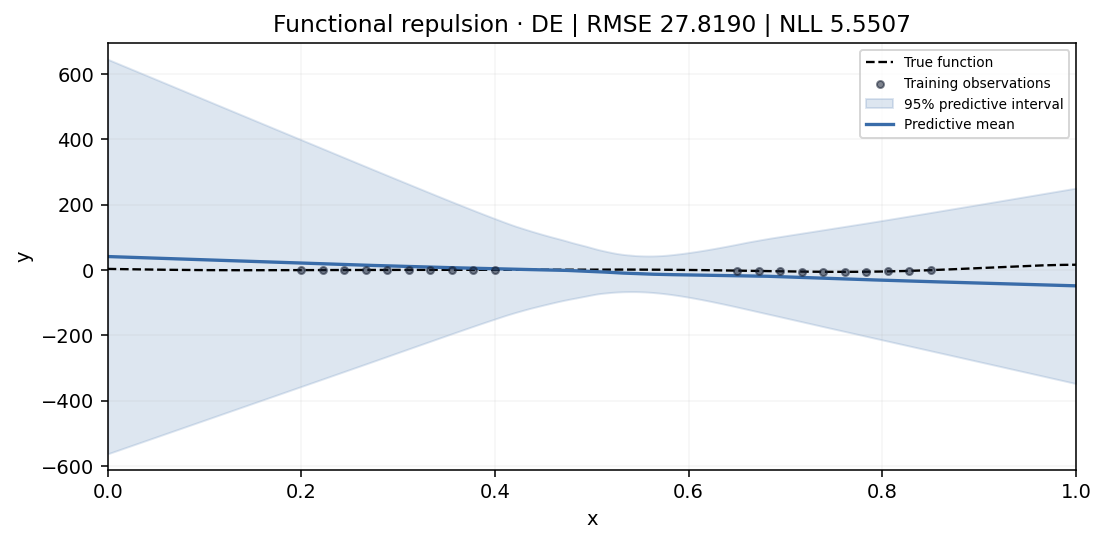 Functional repulsion · DE | RMSE 27.8190 | NLL 5.5507
True function
Training observations
95% predictive interval
Predictive mean
600
400
200
0
−200
−400
−600
y
0.0 0.2 0.4 0.6 0.8 1.0
x